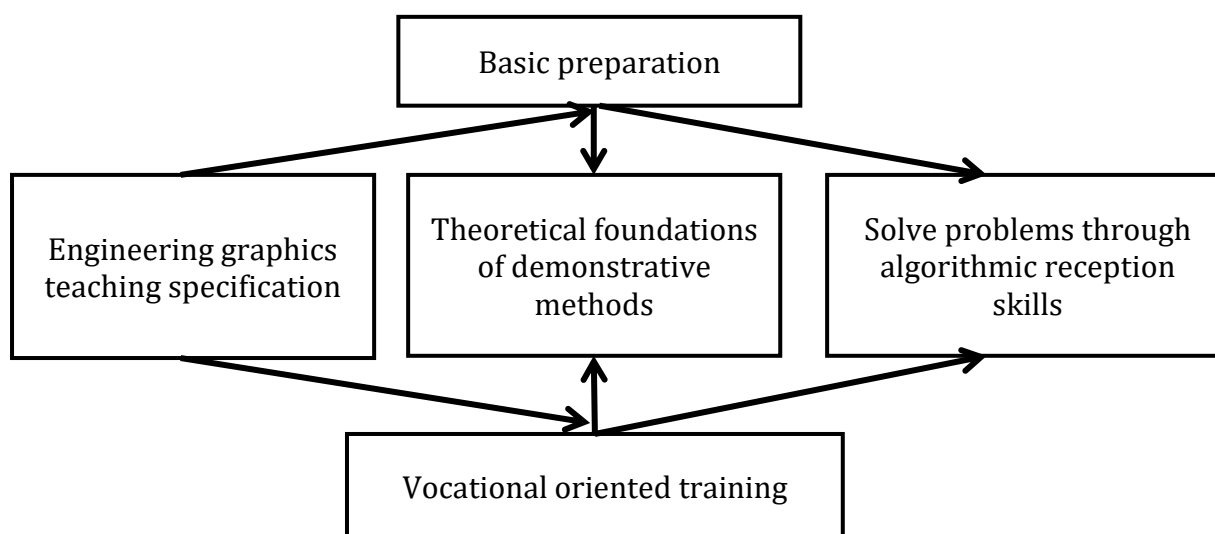 Basic preparation
Engineering graphics
teaching specification
Theoretical foundations
of demonstrative
methods
Solve problems through
algorithmic reception
skills
Vocational oriented training